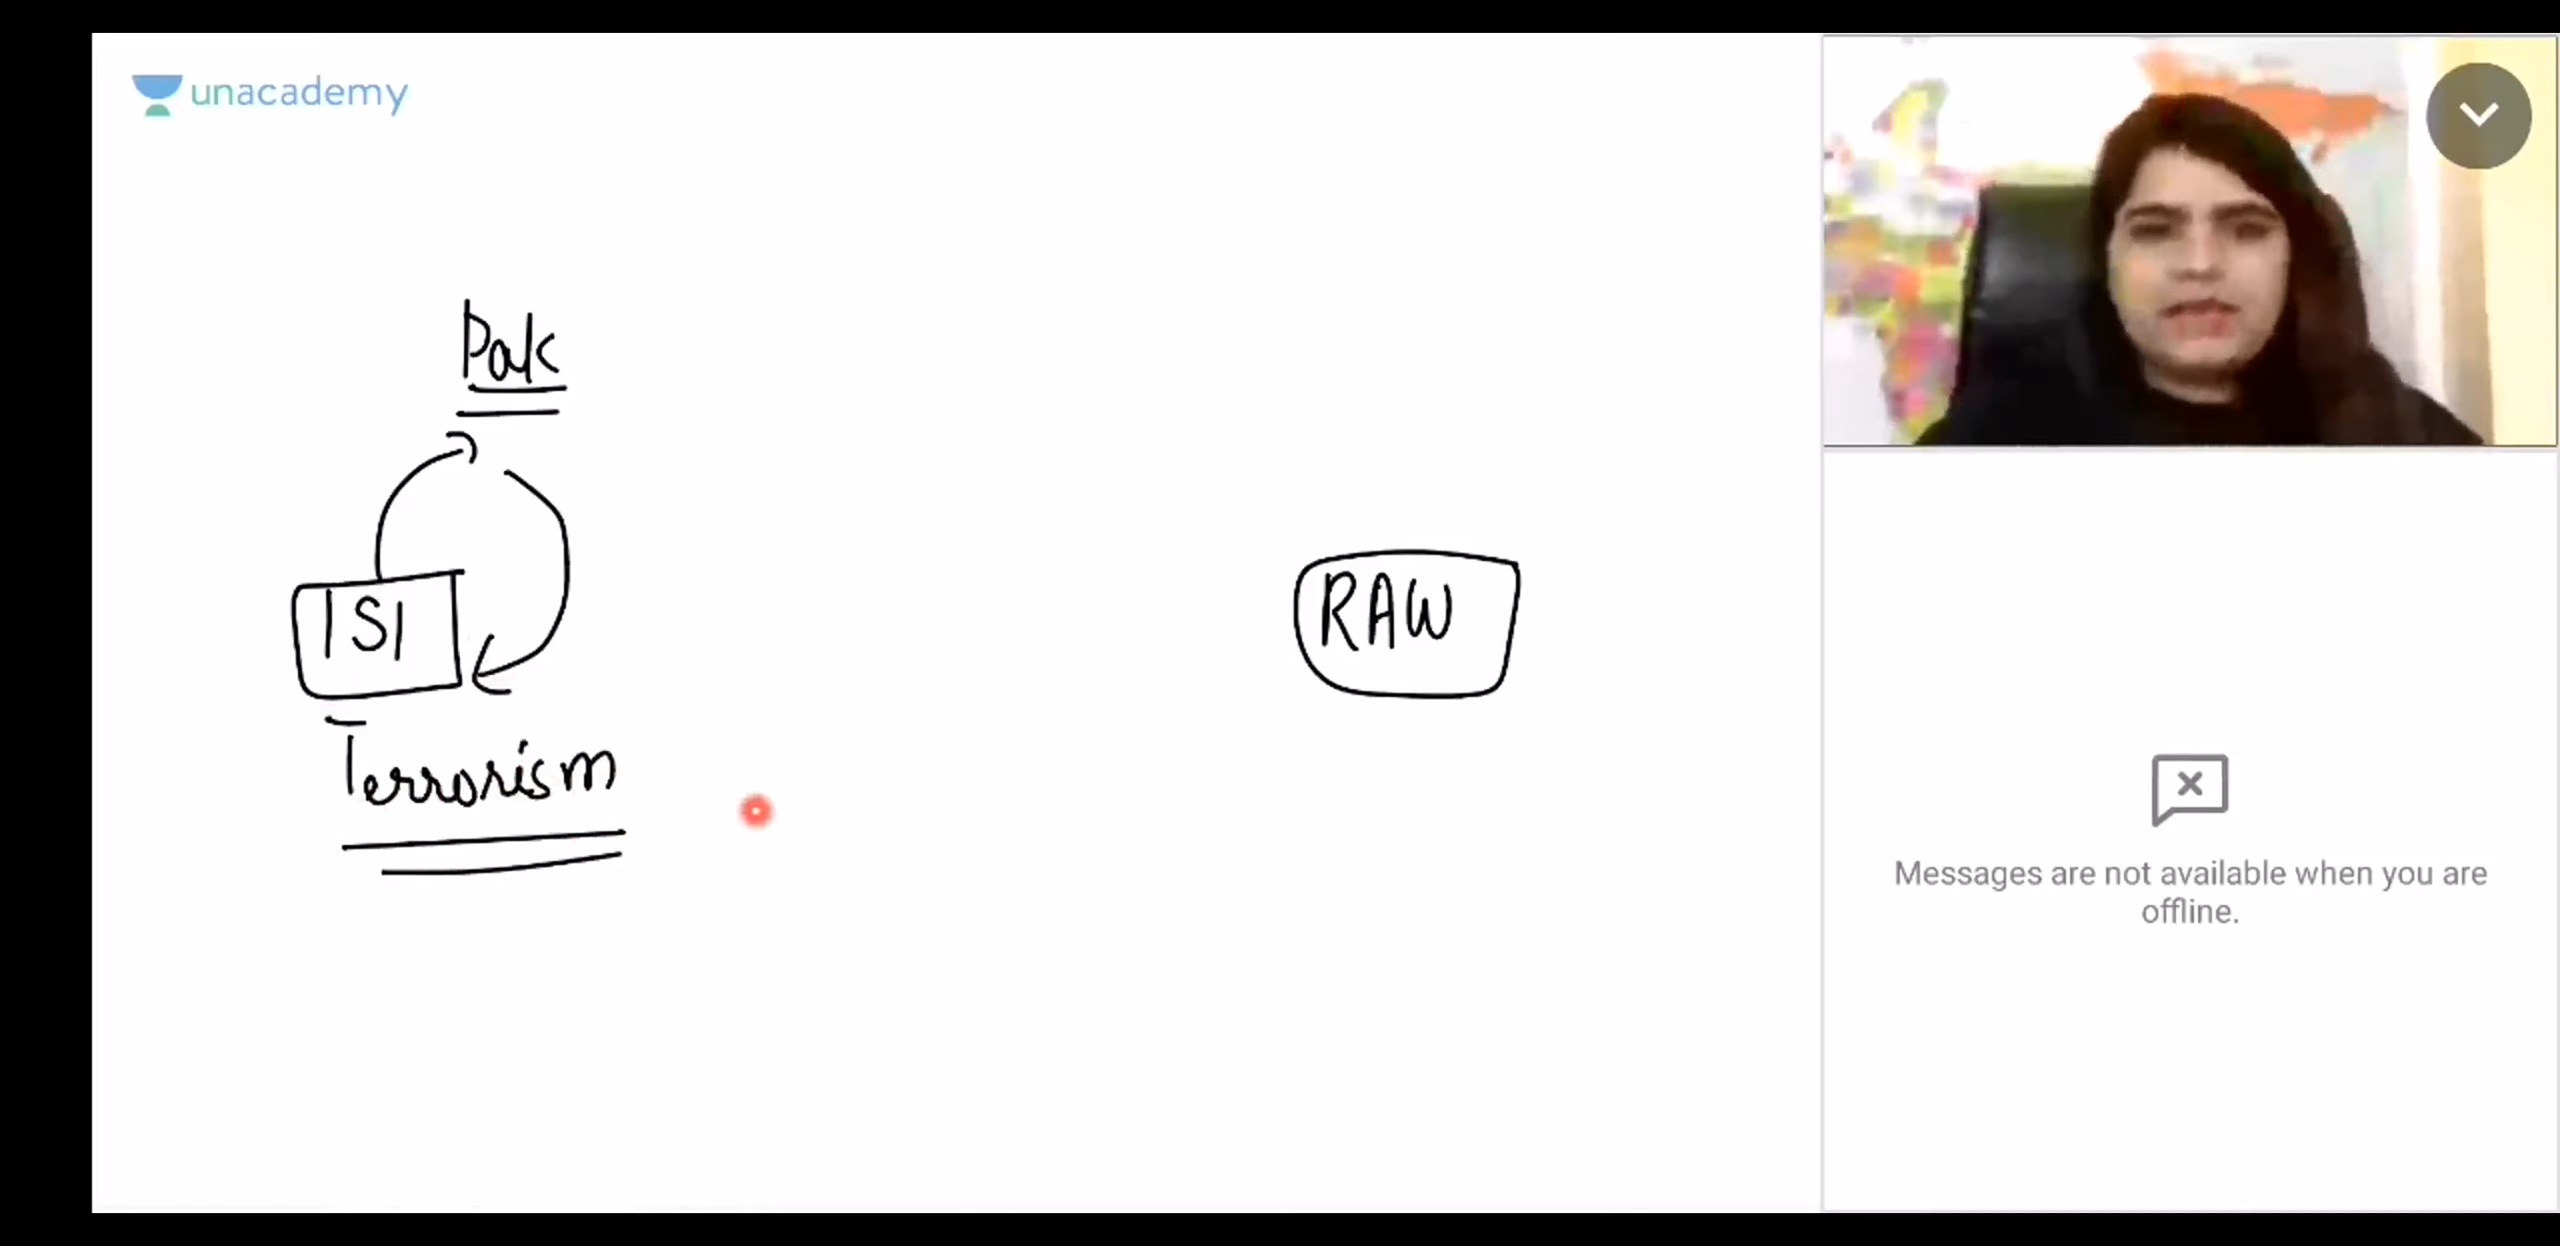 unacademy
Pak
ISI
RAW
Terrorism
Messages are not available when you are
offline.